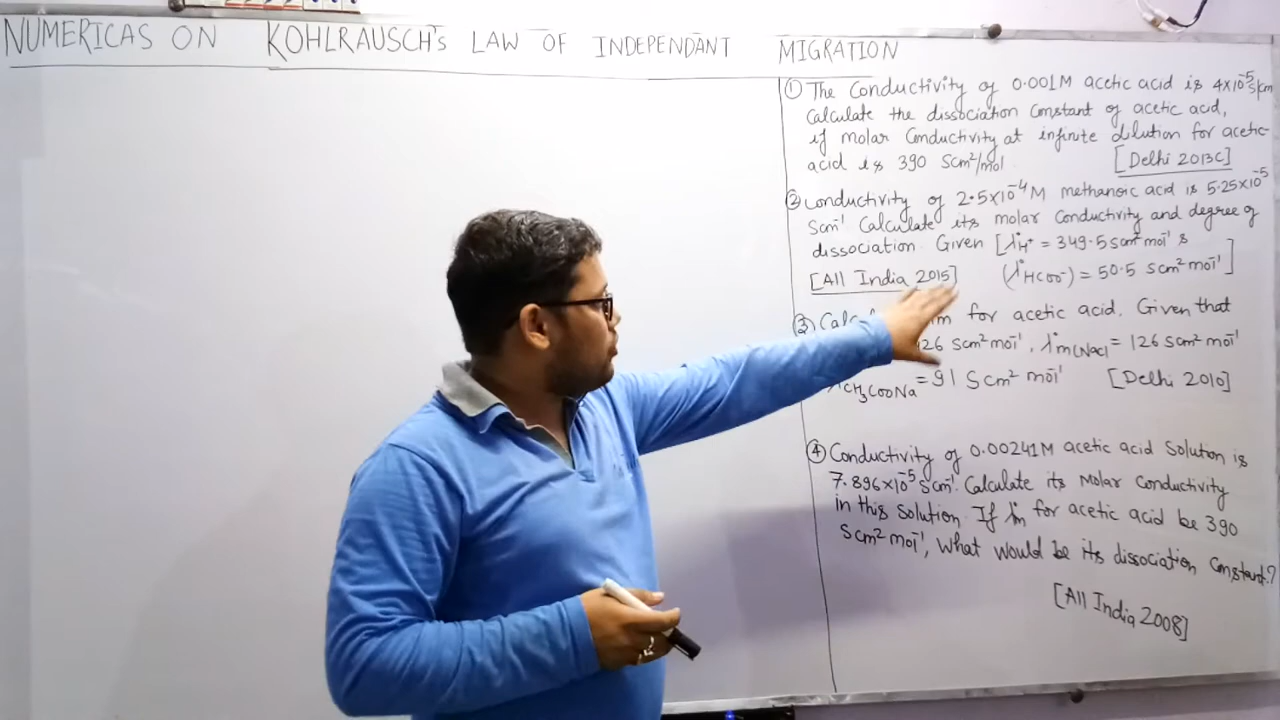 NUMERICAS ON KOHLRAUSCH's LAW OF INDEPENDANT MIGRATION
① The Conductivity of 0.001M acetic acid is 4x10⁻⁵ S/cm
Calculate the dissociation Constant of acetic acid,
if molar Conductivity at infinite dilution for acetic-
acid is 390 Scm²/mol [Delhi 2013C]
② Conductivity of 2.5x10⁻⁴M methanoic acid is 5.25x10⁻⁵
Scm⁻¹ Calculate its molar Conductivity and degree of
dissociation. Given [λ°H⁺ = 349.5 Scm² mol⁻¹ &
[All India 2015] (λ°HCOO⁻) = 50.5 Scm² mol⁻¹]
③ for acetic acid. Given that
26 Scm² mol⁻¹, λ°m(NaCl) = 126 Scm² mol⁻¹
CH₃COONa = 91 Scm² mol⁻¹ [Delhi 2010]
④ Conductivity of 0.00241M acetic acid Solution is
7.896x10⁻⁵ Scm⁻¹. Calculate its Molar Conductivity
in this solution. If λ°m for acetic acid be 390
Scm² mol⁻¹, What would be its dissociation Constant.?
[All India 2008]